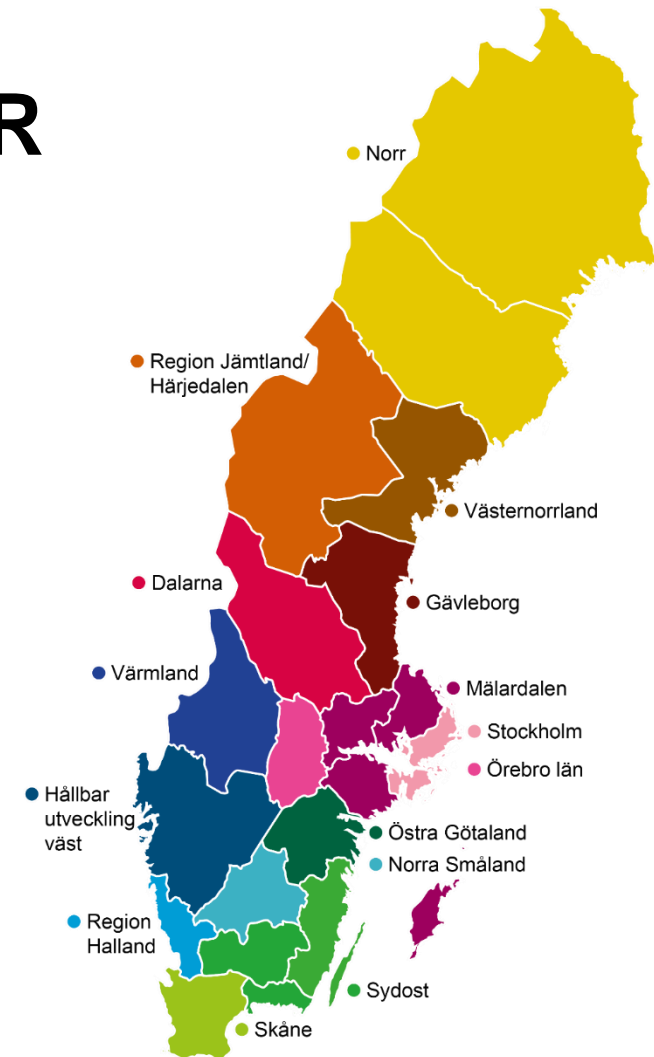 R
Norr
Region Jämtland/
Härjedalen
Västernorrland
Dalarna
Gävleborg
Värmland
Mälardalen
Stockholm
Örebro län
Hållbar
utveckling
väst
Östra Götaland
Norra Småland
Region
Halland
Sydost
Skåne